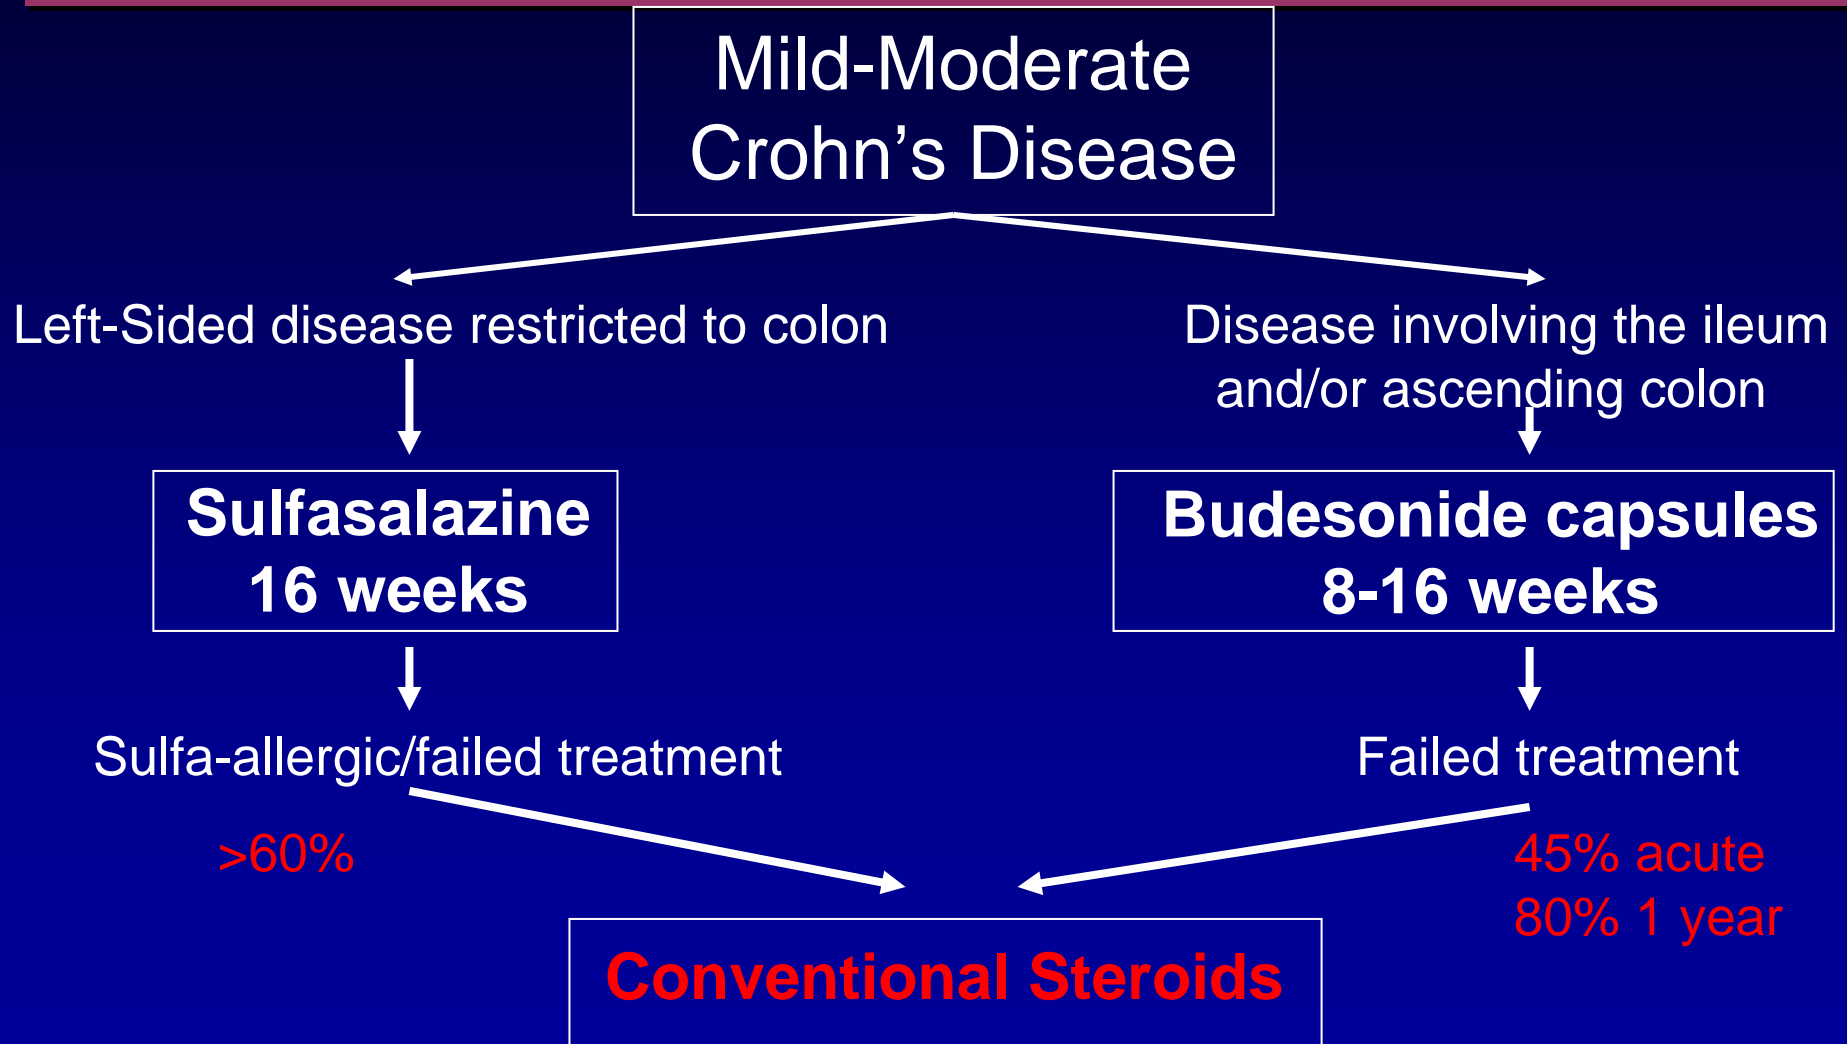 Mild-Moderate
Crohn’s Disease
Left-Sided disease restricted to colon
Disease involving the ileum
and/or ascending colon
Sulfasalazine
16 weeks
Budesonide capsules
8-16 weeks
Sulfa-allergic/failed treatment
Failed treatment
>60%
45% acute
80% 1 year
Conventional Steroids